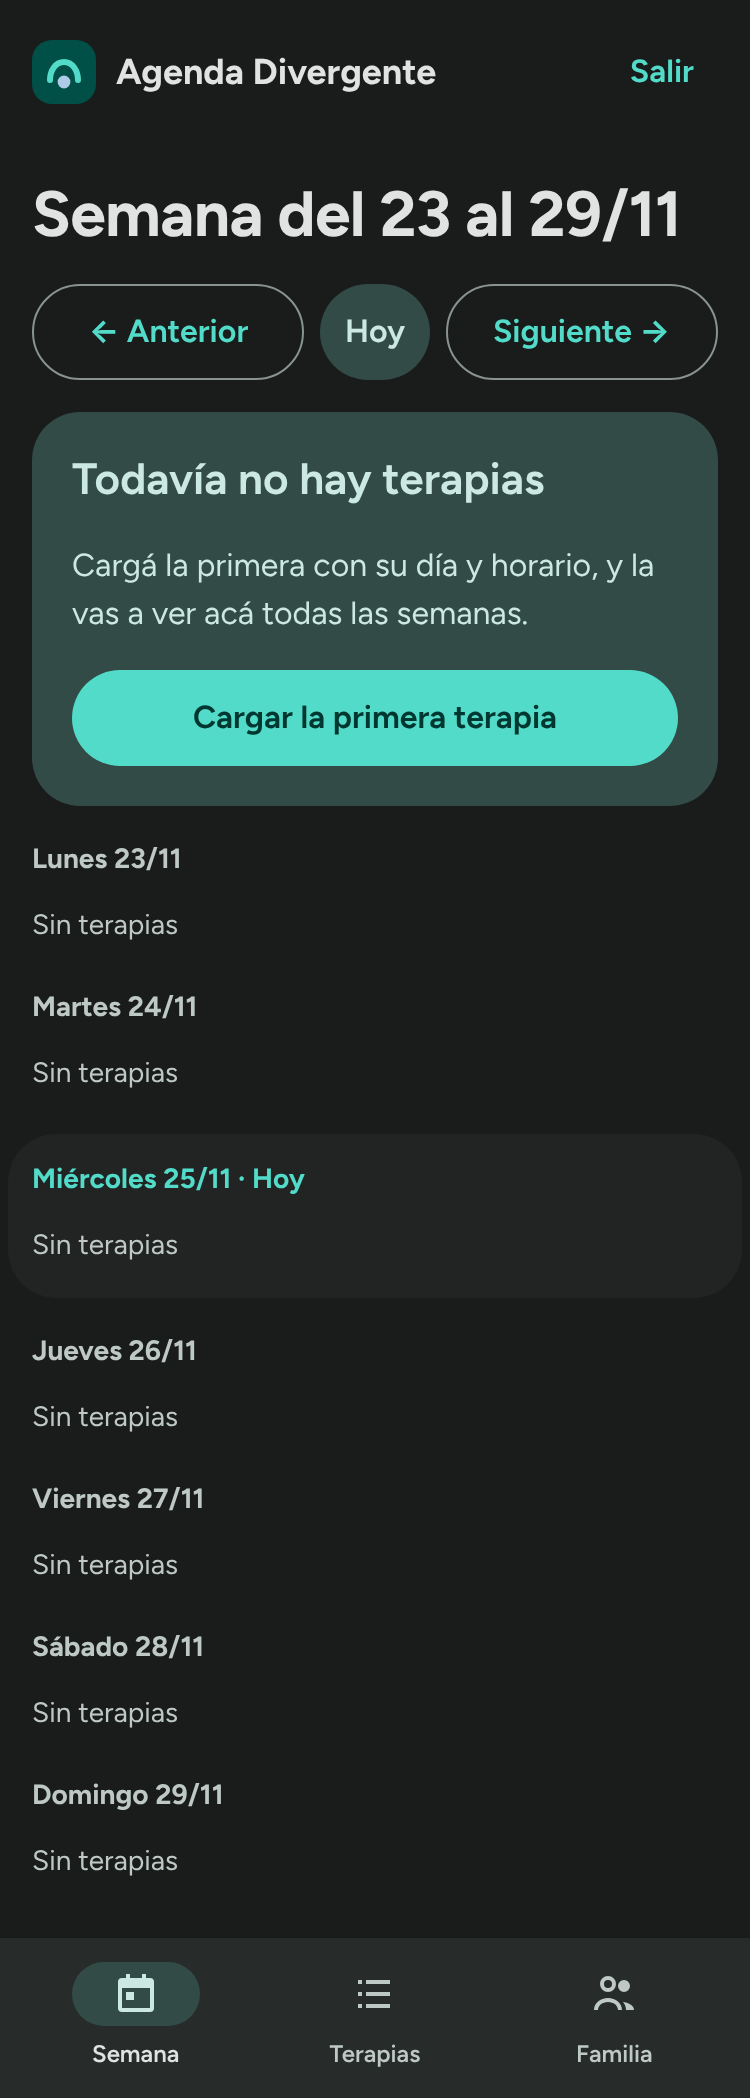 Agenda Divergente
Salir
Semana del 23 al 29/11
← Anterior
Hoy
Siguiente →
Todavía no hay terapias
Cargá la primera con su día y horario, y la
vas a ver acá todas las semanas.
Cargar la primera terapia
Lunes 23/11
Sin terapias
Martes 24/11
Sin terapias
Miércoles 25/11 · Hoy
Sin terapias
Jueves 26/11
Sin terapias
Viernes 27/11
Sin terapias
Sábado 28/11
Sin terapias
Domingo 29/11
Sin terapias
Semana
Terapias
Familia